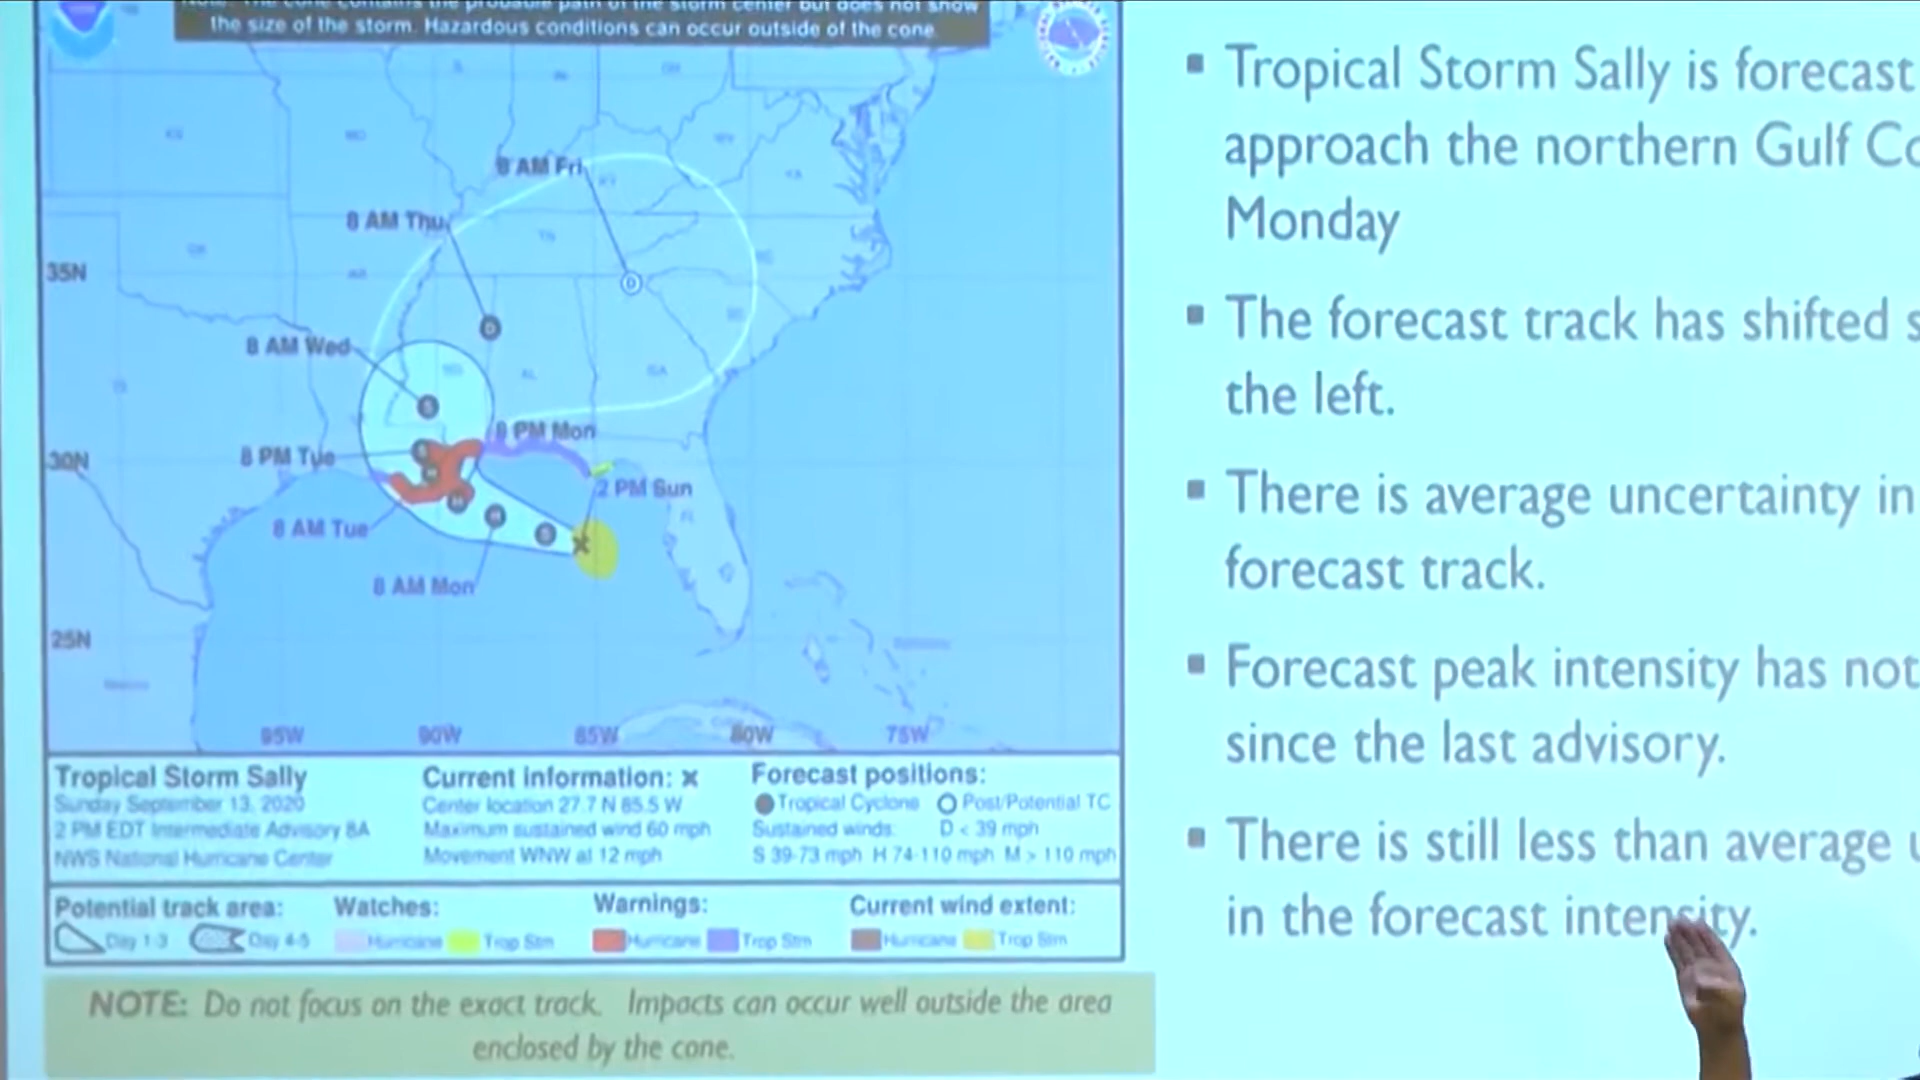 the size of the storm. Hazardous conditions can occur outside of the cone.
8 AM Fri
8 AM Thu
35N
8 AM Wed
8 PM Mon
8 PM Tue
30N
2 PM Sun
8 AM Tue
8 AM Mon
25N
95W 90W 85W 80W 75W
Tropical Storm Sally
Sunday September 13, 2020
2 PM EDT Intermediate Advisory 8A
NWS National Hurricane Center
Current information: x
Center location 27.7 N 85.5 W
Maximum sustained wind 60 mph
Movement WNW at 12 mph
Forecast positions:
Tropical Cyclone Post/Potential TC
Sustained winds: D < 39 mph
S 39-73 mph H 74-110 mph M > 110 mph
Potential track area:
Day 1-3 Day 4-5
Watches:
Hurricane Trop Stm
Warnings:
Hurricane Trop Stm
Current wind extent:
Hurricane Trop Stm
NOTE: Do not focus on the exact track. Impacts can occur well outside the area
enclosed by the cone.
▪ Tropical Storm Sally is forecast
approach the northern Gulf Co
Monday
▪ The forecast track has shifted s
the left.
▪ There is average uncertainty in
forecast track.
▪ Forecast peak intensity has not
since the last advisory.
▪ There is still less than average u
in the forecast intensity.